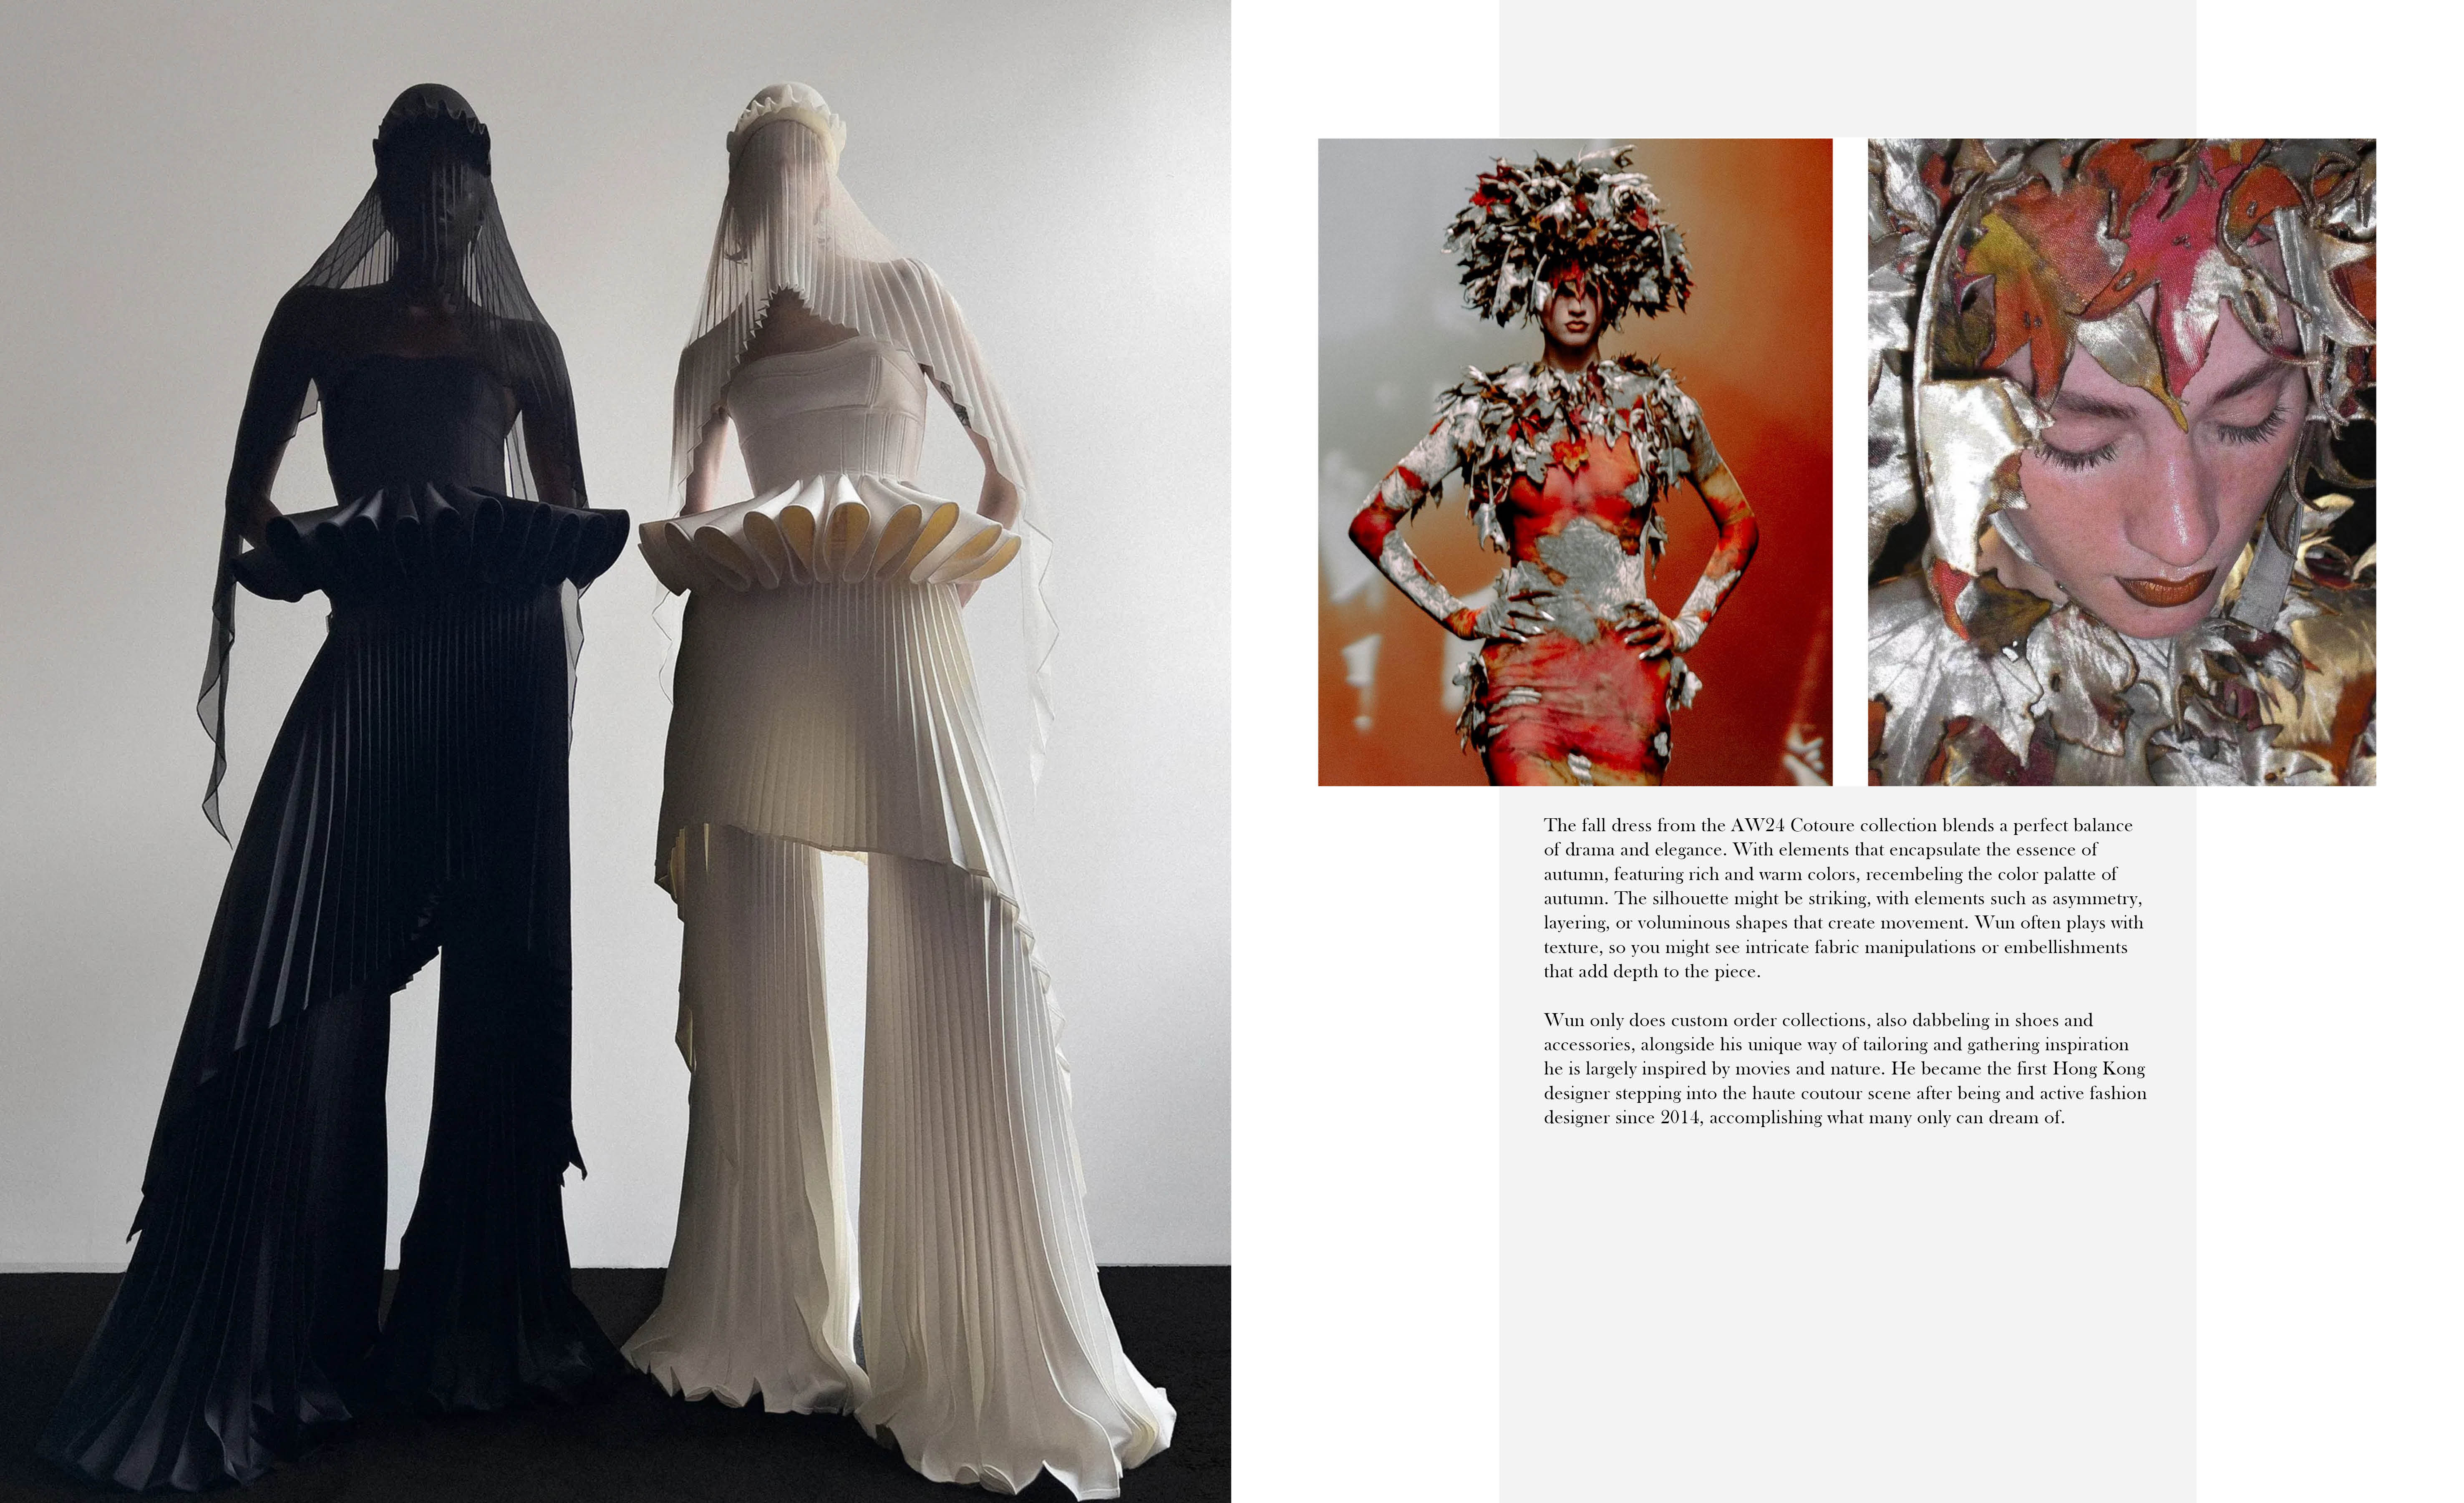 The fall dress from the AW24 Cotoure collection blends a perfect balance
of drama and elegance. With elements that encapsulate the essence of
autumn, featuring rich and warm colors, recembeling the color palatte of
autumn. The silhouette might be striking, with elements such as asymmetry,
layering, or voluminous shapes that create movement. Wun often plays with
texture, so you might see intricate fabric manipulations or embellishments
that add depth to the piece.
Wun only does custom order collections, also dabbeling in shoes and
accessories, alongside his unique way of tailoring and gathering inspiration
he is largely inspired by movies and nature. He became the first Hong Kong
designer stepping into the haute coutour scene after being and active fashion
designer since 2014, accomplishing what many only can dream of.